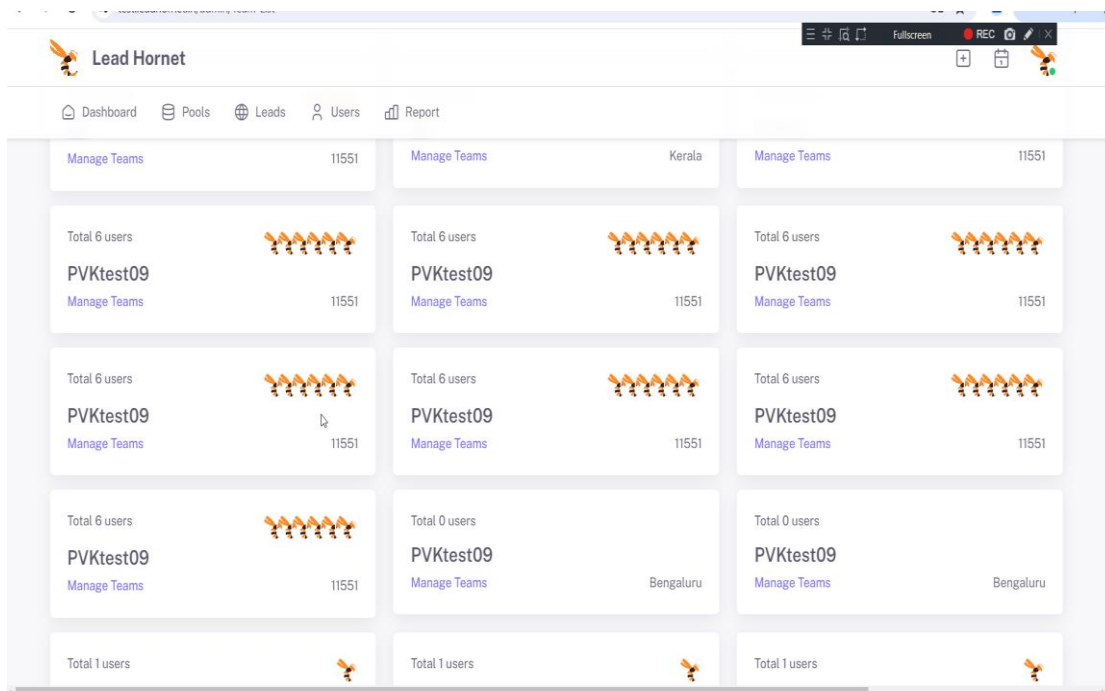 Fullscreen REC
Lead Hornet
Dashboard Pools Leads Users Report
Manage Teams 11551 Manage Teams Kerala Manage Teams 11551
Total 6 users Total 6 users Total 6 users
PVKtest09 PVKtest09 PVKtest09
Manage Teams 11551 Manage Teams 11551 Manage Teams 11551
Total 6 users Total 6 users Total 6 users
PVKtest09 PVKtest09 PVKtest09
Manage Teams 11551 Manage Teams 11551 Manage Teams 11551
Total 6 users Total 0 users Total 0 users
PVKtest09 PVKtest09 PVKtest09
Manage Teams 11551 Manage Teams Bengaluru Manage Teams Bengaluru
Total 1 users Total 1 users Total 1 users